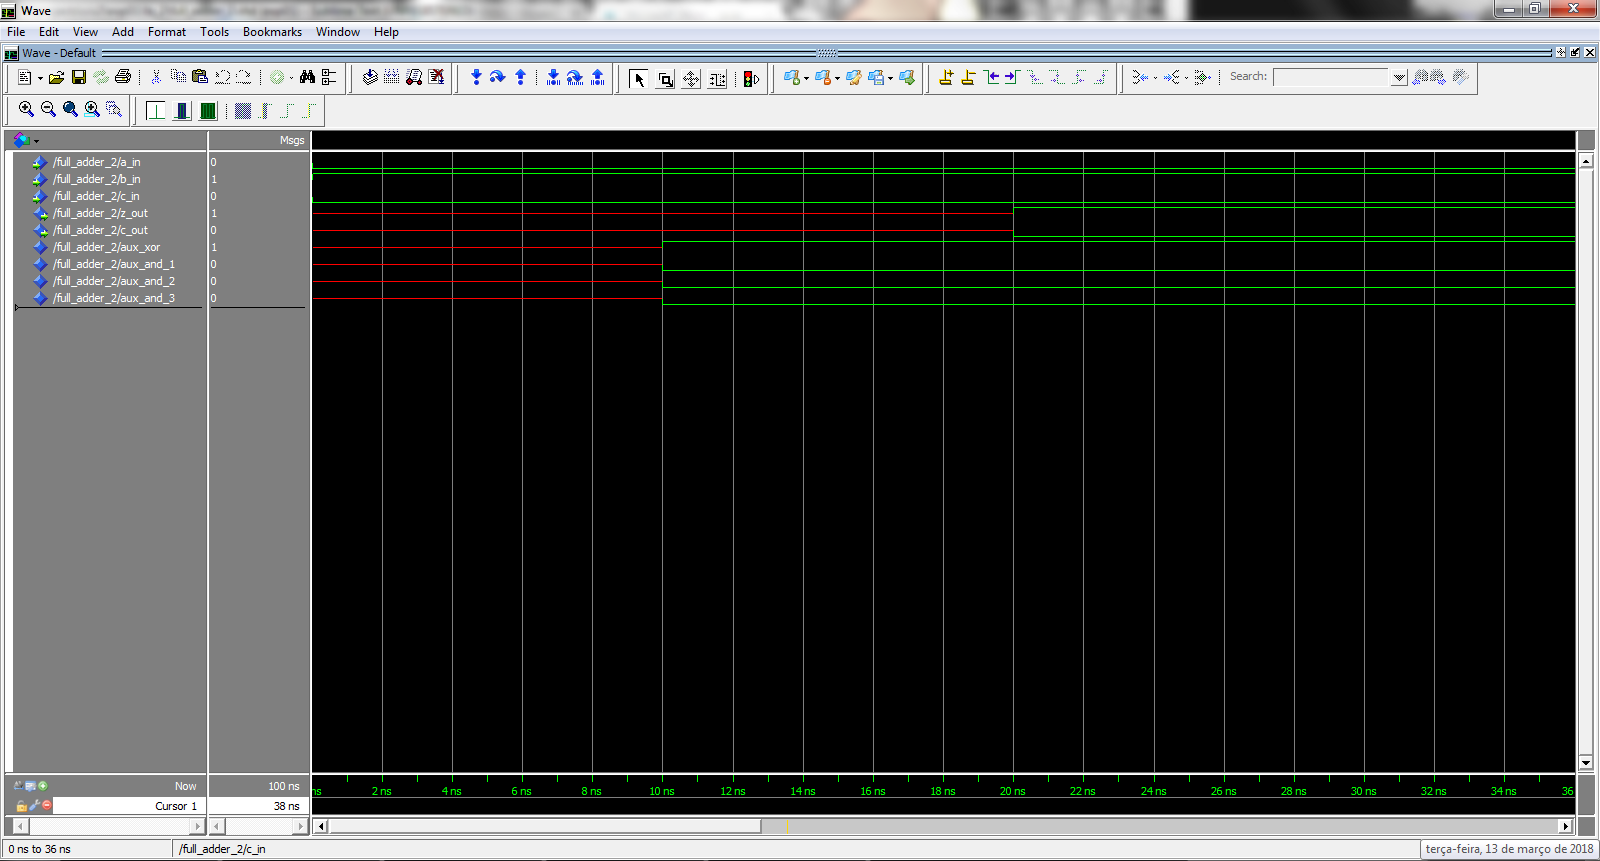 Wave
File Edit View Add Format Tools Bookmarks Window Help
Wave - Default
Search:
Msgs
/full_adder_2/a_in 0
/full_adder_2/b_in 1
/full_adder_2/c_in 0
/full_adder_2/z_out 1
/full_adder_2/c_out 0
/full_adder_2/aux_xor 1
/full_adder_2/aux_and_1 0
/full_adder_2/aux_and_2 0
/full_adder_2/aux_and_3 0
Now 100 ns
ns 2 ns 4 ns 6 ns 8 ns 10 ns 12 ns 14 ns 16 ns 18 ns 20 ns 22 ns 24 ns 26 ns 28 ns 30 ns 32 ns 34 ns 36
Cursor 1 38 ns
0 ns to 36 ns /full_adder_2/c_in terça-feira, 13 de março de 2018